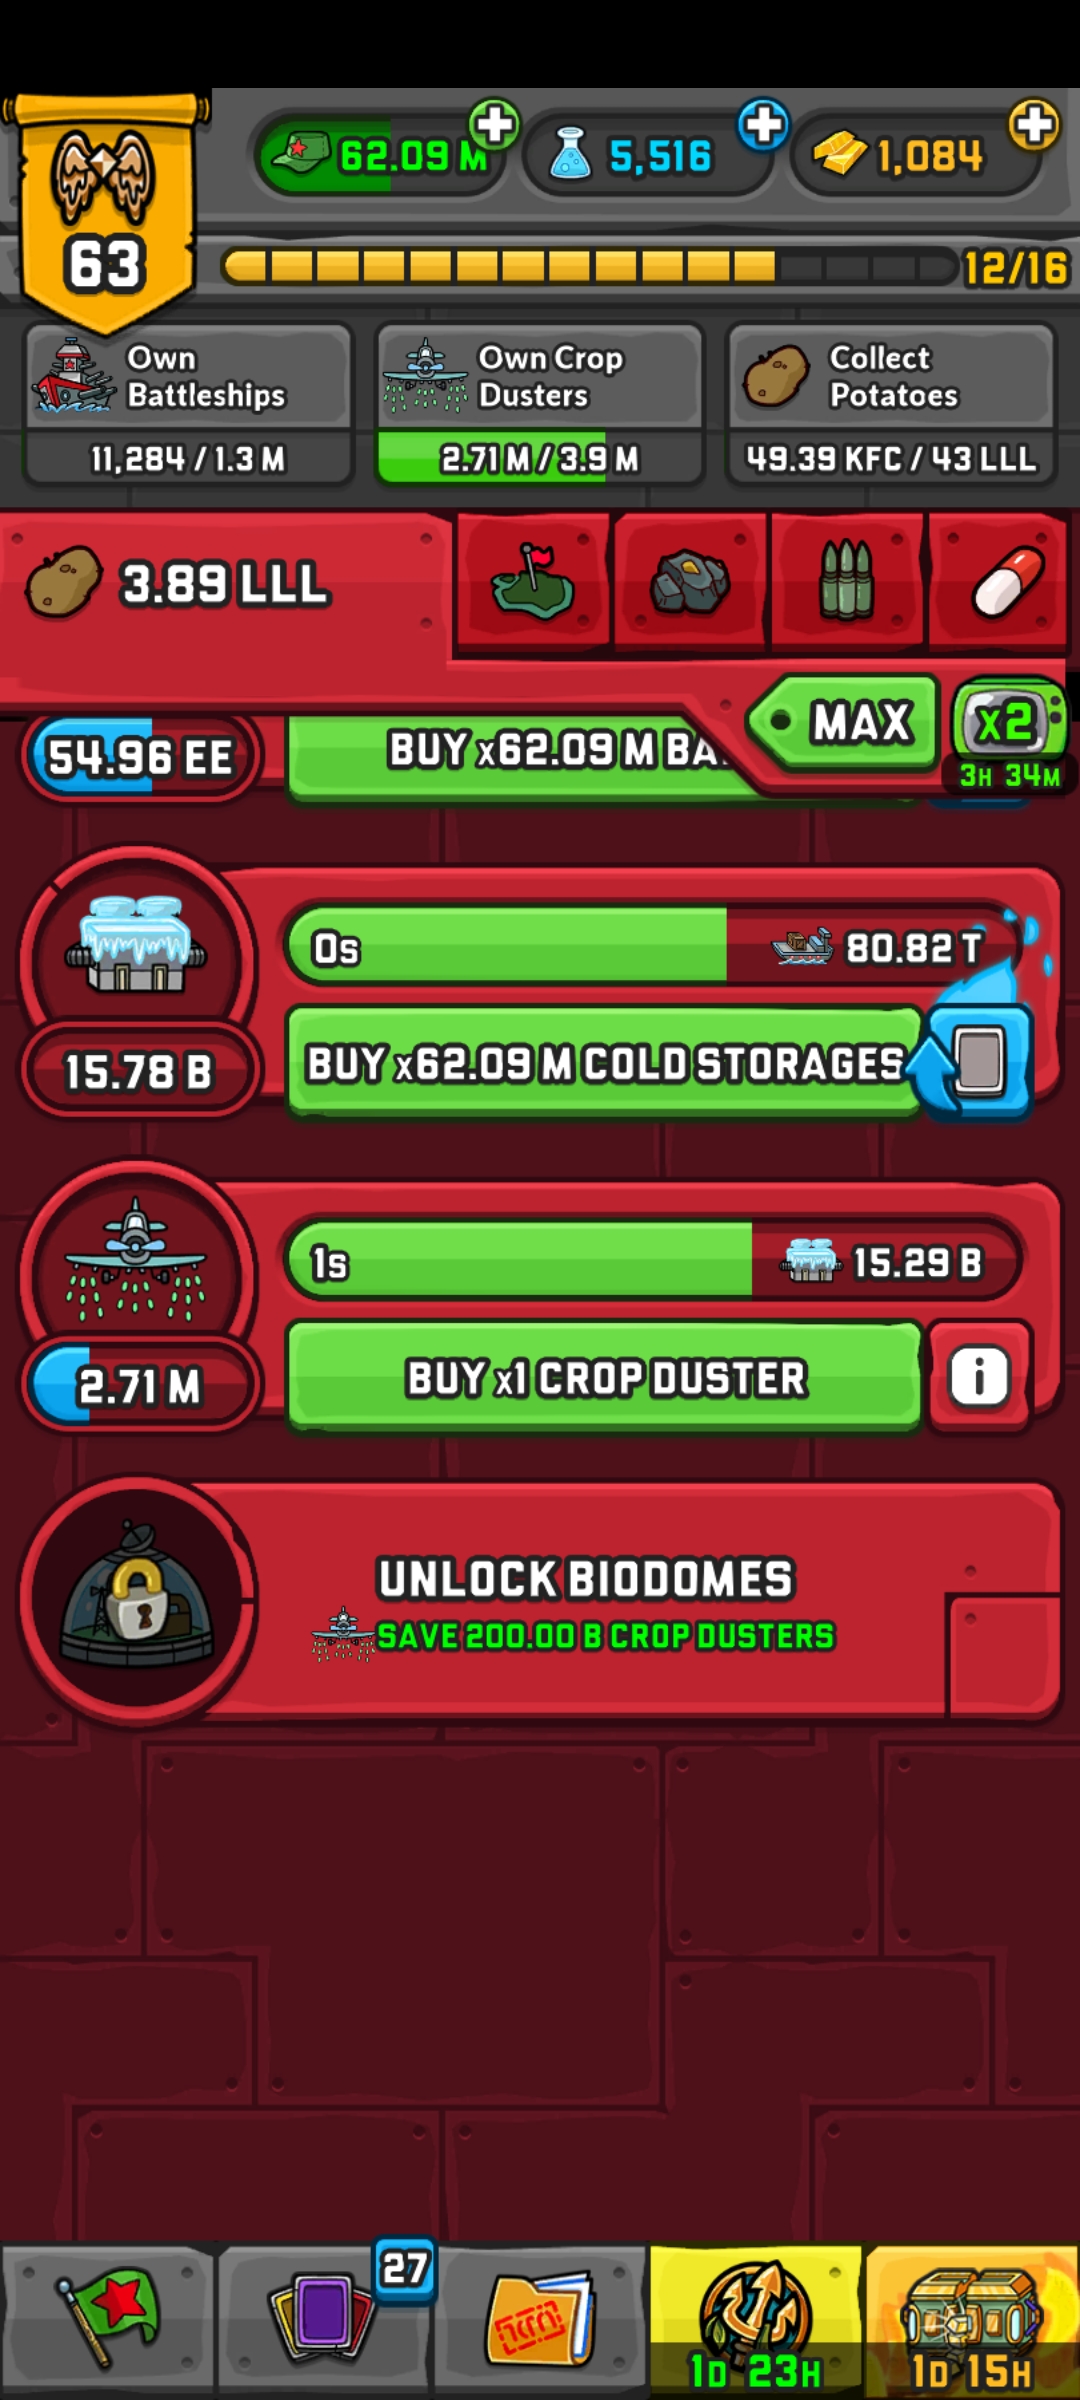 62.09 M
5,516
1,084
63
12/16
Own
Battleships
11,284 / 1.3 M
Own Crop
Dusters
2.71 M / 3.9 M
Collect
Potatoes
49.39 KFC / 43 LLL
3.89 LLL
MAX
X2
3H 34M
54.96 EE
BUY x62.09 M BA
0s
80.82 T
15.78 B
BUY x62.09 M COLD STORAGES
1s
15.29 B
2.71 M
BUY x1 CROP DUSTER
i
UNLOCK BIODOMES
SAVE 200.00 B CROP DUSTERS
27
1D 23H
1D 15H